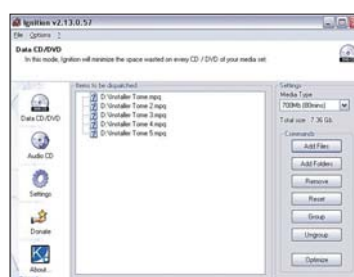 Ignition v2.13.0.57
File Options ?
Data CD/DVD
In this mode, Ignition will minimize the space wasted on every CD / DVD of your media set
Data CD/DVD
Audio CD
Settings
Donate
About...
Items to be dispatched
D:\Installer Tome.mpq
D:\Installer Tome 2.mpq
D:\Installer Tome 3.mpq
D:\Installer Tome 4.mpq
D:\Installer Tome 5.mpq
Settings
Media Type
700Mb (80mins)
Total size : 7.36 Gb
Commands
Add Files
Add Folders
Remove
Reset
Group
Ungroup
Optimize